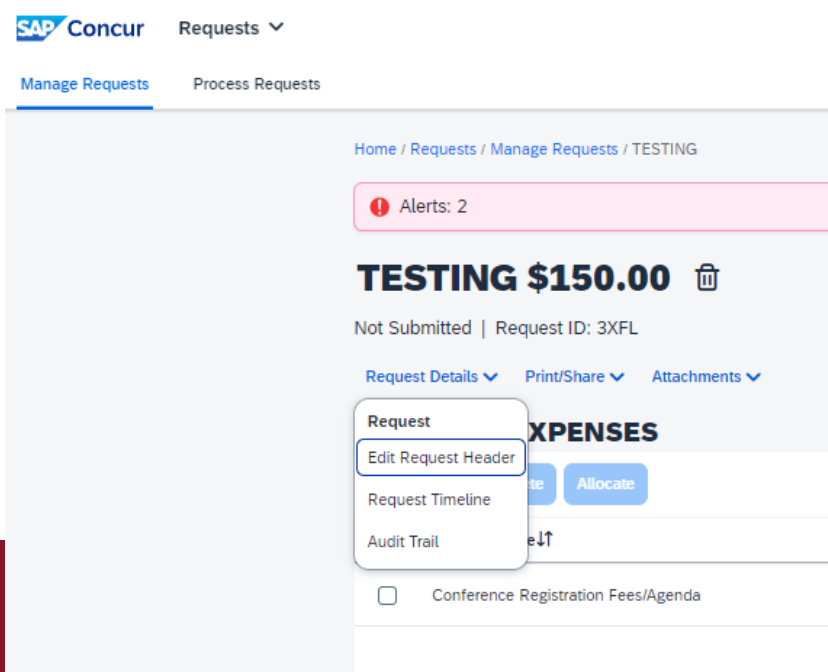 SAP Concur Requests
Manage Requests Process Requests
Home / Requests / Manage Requests / TESTING
Alerts: 2
TESTING $150.00
Not Submitted | Request ID: 3XFL
Request Details Print/Share Attachments
Request
XPENSES
Edit Request Header
te Allocate
Request Timeline
Audit Trail
e
Conference Registration Fees/Agenda